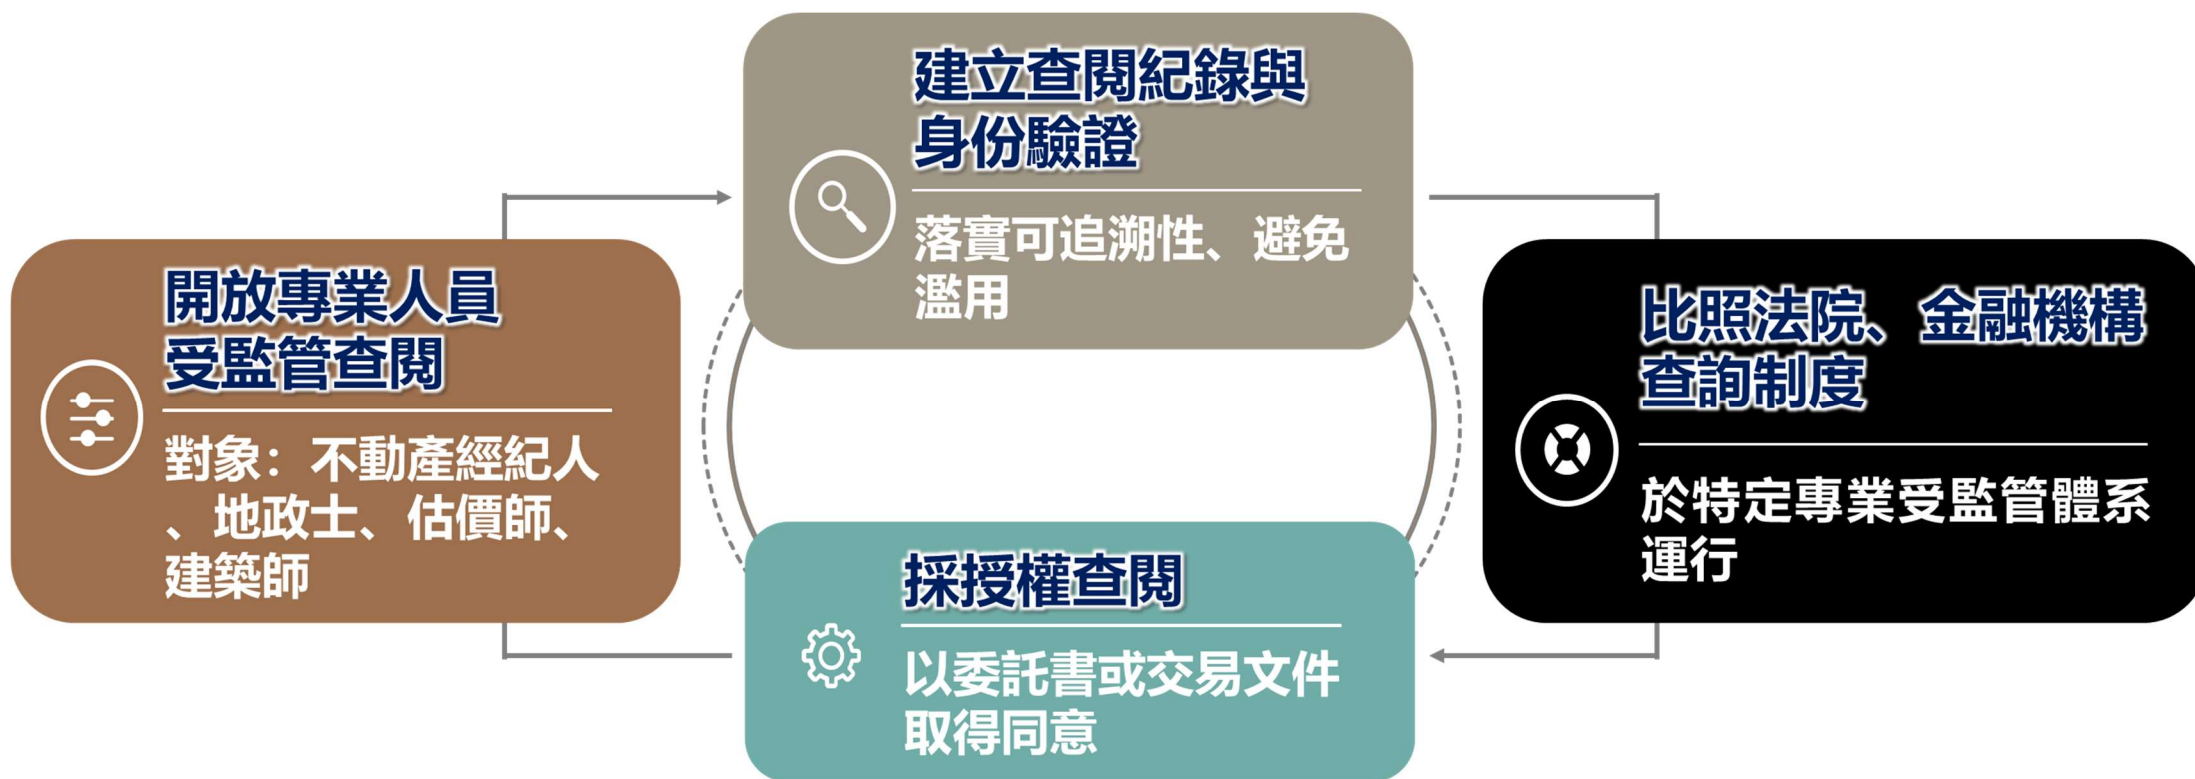 建立查閱紀錄與
身份驗證
落實可追溯性、避免
濫用
開放專業人員
受監管查閱
對象：不動產經紀人
、地政士、估價師、
建築師
比照法院、金融機構
查詢制度
於特定專業受監管體系
運行
採授權查閱
以委託書或交易文件
取得同意